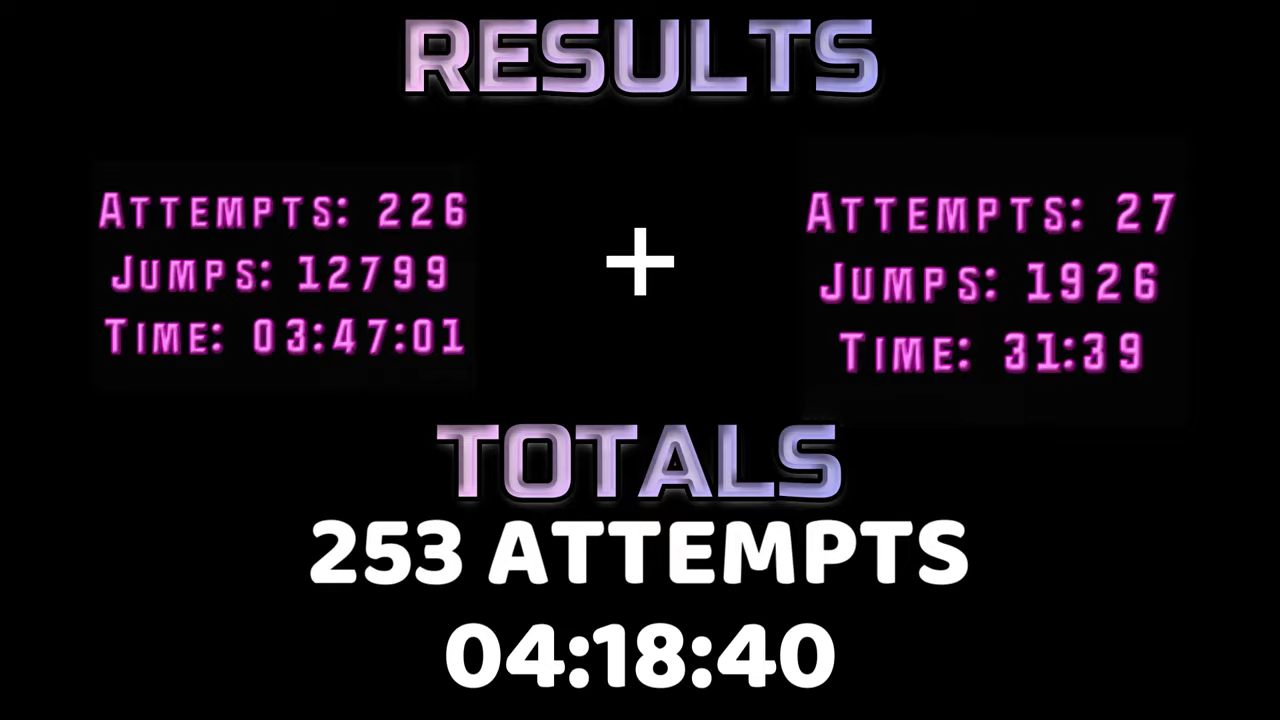 RESULTS
ATTEMPTS: 226
JUMPS: 12799
TIME: 03:47:01
+
ATTEMPTS: 27
JUMPS: 1926
TIME: 31:39
TOTALS
253 ATTEMPTS
04:18:40